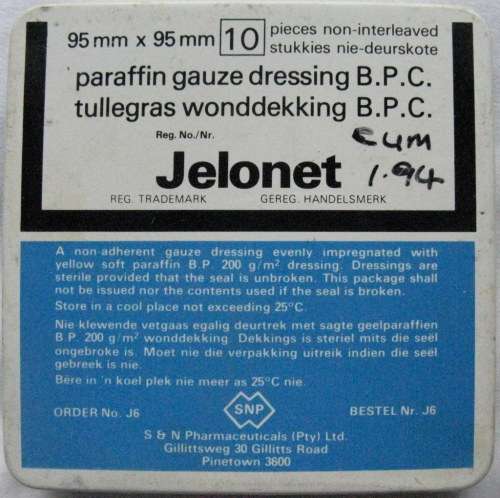 95 mm x 95 mm 10 pieces non-interleaved
stukkies nie-deurskote
paraffin gauze dressing B.P.C.
tullegras wonddekking B.P.C.
Reg. No./Nr.
Jelonet 1.94
REG. TRADEMARK GEREG. HANDELSMERK
A non-adherent gauze dressing evenly impregnated with
yellow soft paraffin B.P. 200 g/m² dressing. Dressings are
sterile provided that the seal is unbroken. This package shall
not be issued nor the contents used if the seal is broken.
Store in a cool place not exceeding 25°C.
Nie klewende vetgaas egalig deurtrek met sagte geelparaffien
B.P. 200 g/m² wonddekking. Dekkings is steriel mits die seël
ongebroke is. Moet nie die verpakking uitreik indien die seël
gebreek is nie.
Bere in 'n koel plek nie meer as 25°C nie.
ORDER No. J6 SNP BESTEL Nr. J6
S & N Pharmaceuticals (Pty) Ltd.
Gillittsweg 30 Gillitts Road
Pinetown 3600